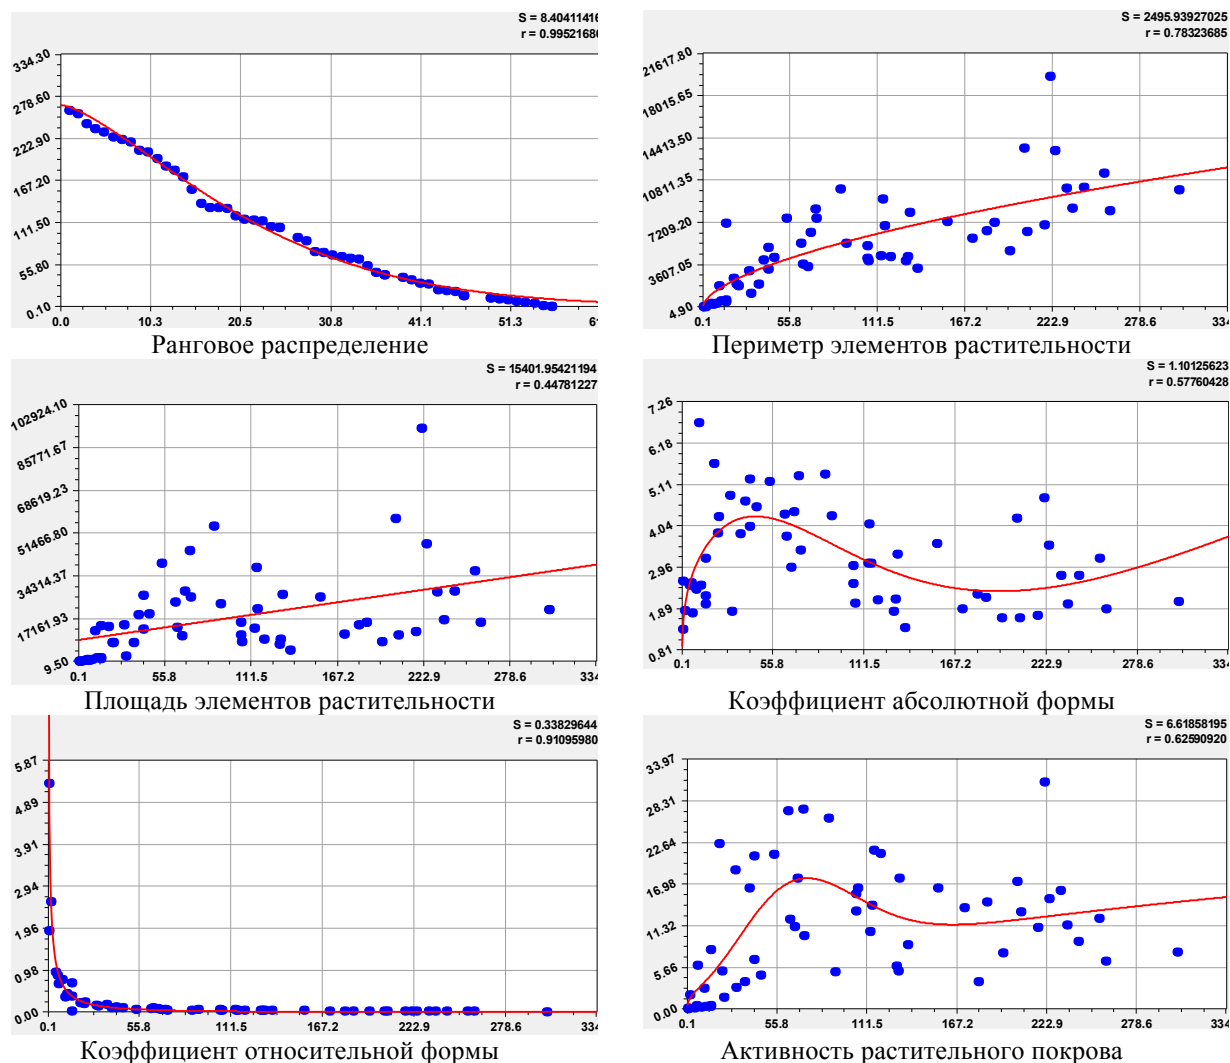 S = 8.40411416
r = 0.99521686
334.30
278.60
222.90
167.20
111.50
55.80
0.10
0.0 10.3 20.5 30.8 41.1 51.3
Ранговое распределение
S = 2495.93927025
r = 0.78323685
21617.80
18015.65
14413.50
10811.35
7209.20
3607.05
4.90
0.1 55.8 111.5 167.2 222.9 278.6 334
Периметр элементов растительности
S = 15401.95421194
r = 0.44781227
102924.10
85771.67
68619.23
51466.80
34314.37
17161.93
9.50
0.1 55.8 111.5 167.2 222.9 278.6 334
Площадь элементов растительности
S = 1.10125623
r = 0.57760428
7.26
6.18
5.11
4.04
2.96
1.89
0.81
0.1 55.8 111.5 167.2 222.9 278.6 334
Коэффициент абсолютной формы
S = 0.33829644
r = 0.91095980
5.87
4.89
3.91
2.94
1.96
0.98
0.00
0.1 55.8 111.5 167.2 222.9 278.6 334
Коэффициент относительной формы
S = 6.61858195
r = 0.62590920
33.97
28.31
22.64
16.98
11.32
5.66
0.00
0.1 55.8 111.5 167.2 222.9 278.6 334
Активность растительного покрова